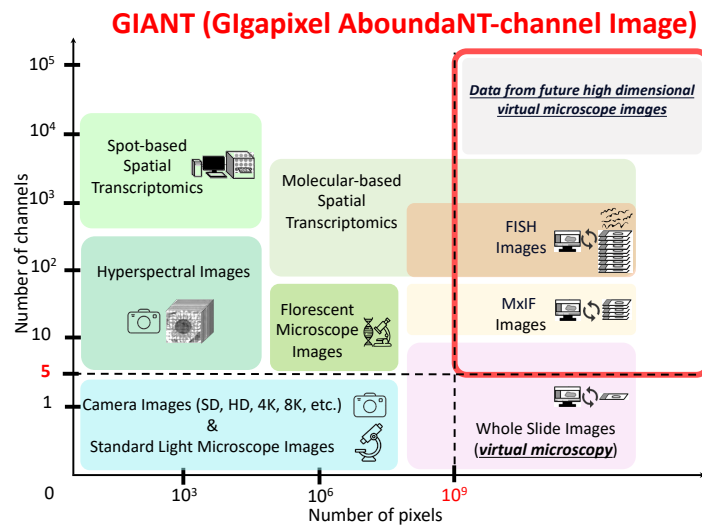 GIANT (GIgapixel AboundaNT-channel Image)
Number of channels
10⁵
10⁴
10³
10²
10
5
1
0
Data from future high dimensional
virtual microscope images
Spot-based
Spatial
Transcriptomics
Molecular-based
Spatial
Transcriptomics
FISH
Images
Hyperspectral Images
Florescent
Microscope
Images
MxIF
Images
Camera Images (SD, HD, 4K, 8K, etc.)
&
Standard Light Microscope Images
Whole Slide Images
(virtual microscopy)
10³
10⁶
10⁹
Number of pixels